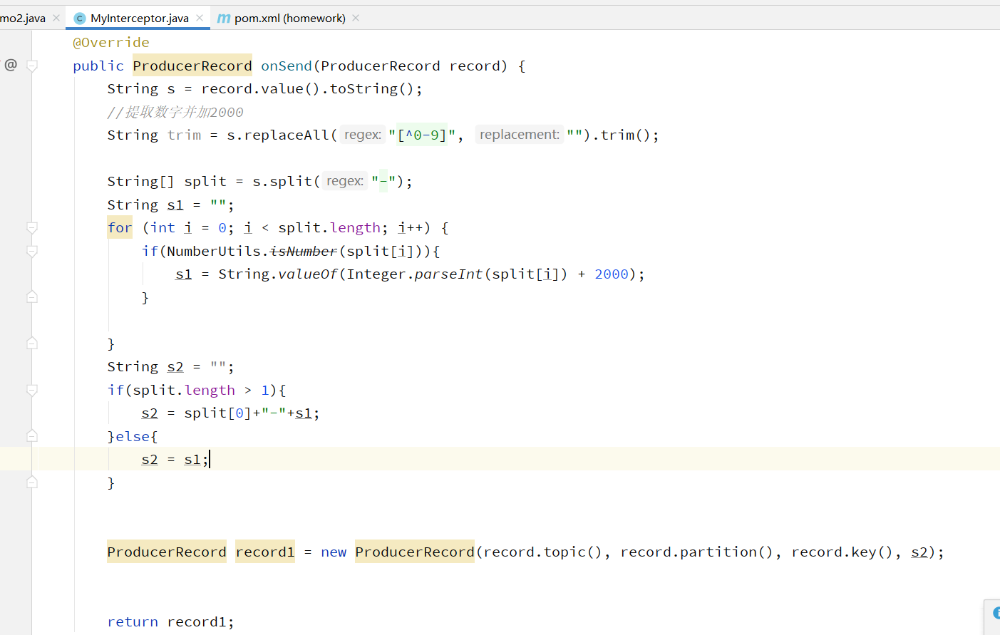 mo2.java × MyInterceptor.java × m pom.xml (homework) ×
@Override
@ public ProducerRecord onSend(ProducerRecord record) {
String s = record.value().toString();
//提取数字并加2000
String trim = s.replaceAll( regex: "[^0-9]", replacement: "").trim();
String[] split = s.split( regex: "-");
String s1 = "";
for (int i = 0; i < split.length; i++) {
if(NumberUtils.isNumber(split[i])){
s1 = String.valueOf(Integer.parseInt(split[i]) + 2000);
}
}
String s2 = "";
if(split.length > 1){
s2 = split[0]+"-"+s1;
}else{
s2 = s1;
}
ProducerRecord record1 = new ProducerRecord(record.topic(), record.partition(), record.key(), s2);
return record1;